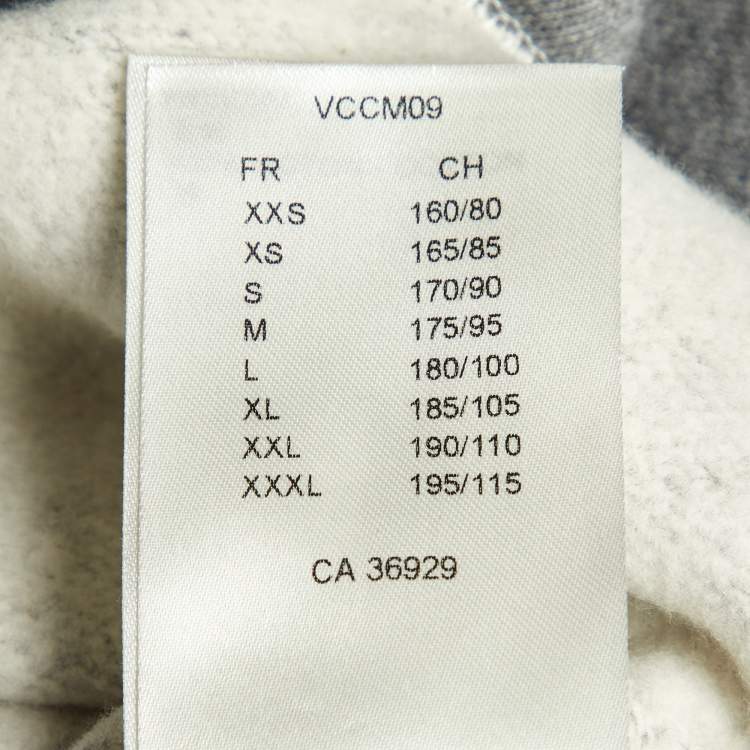 VCCM09
FR CH
XXS 160/80
XS 165/85
S 170/90
M 175/95
L 180/100
XL 185/105
XXL 190/110
XXXL 195/115
CA 36929